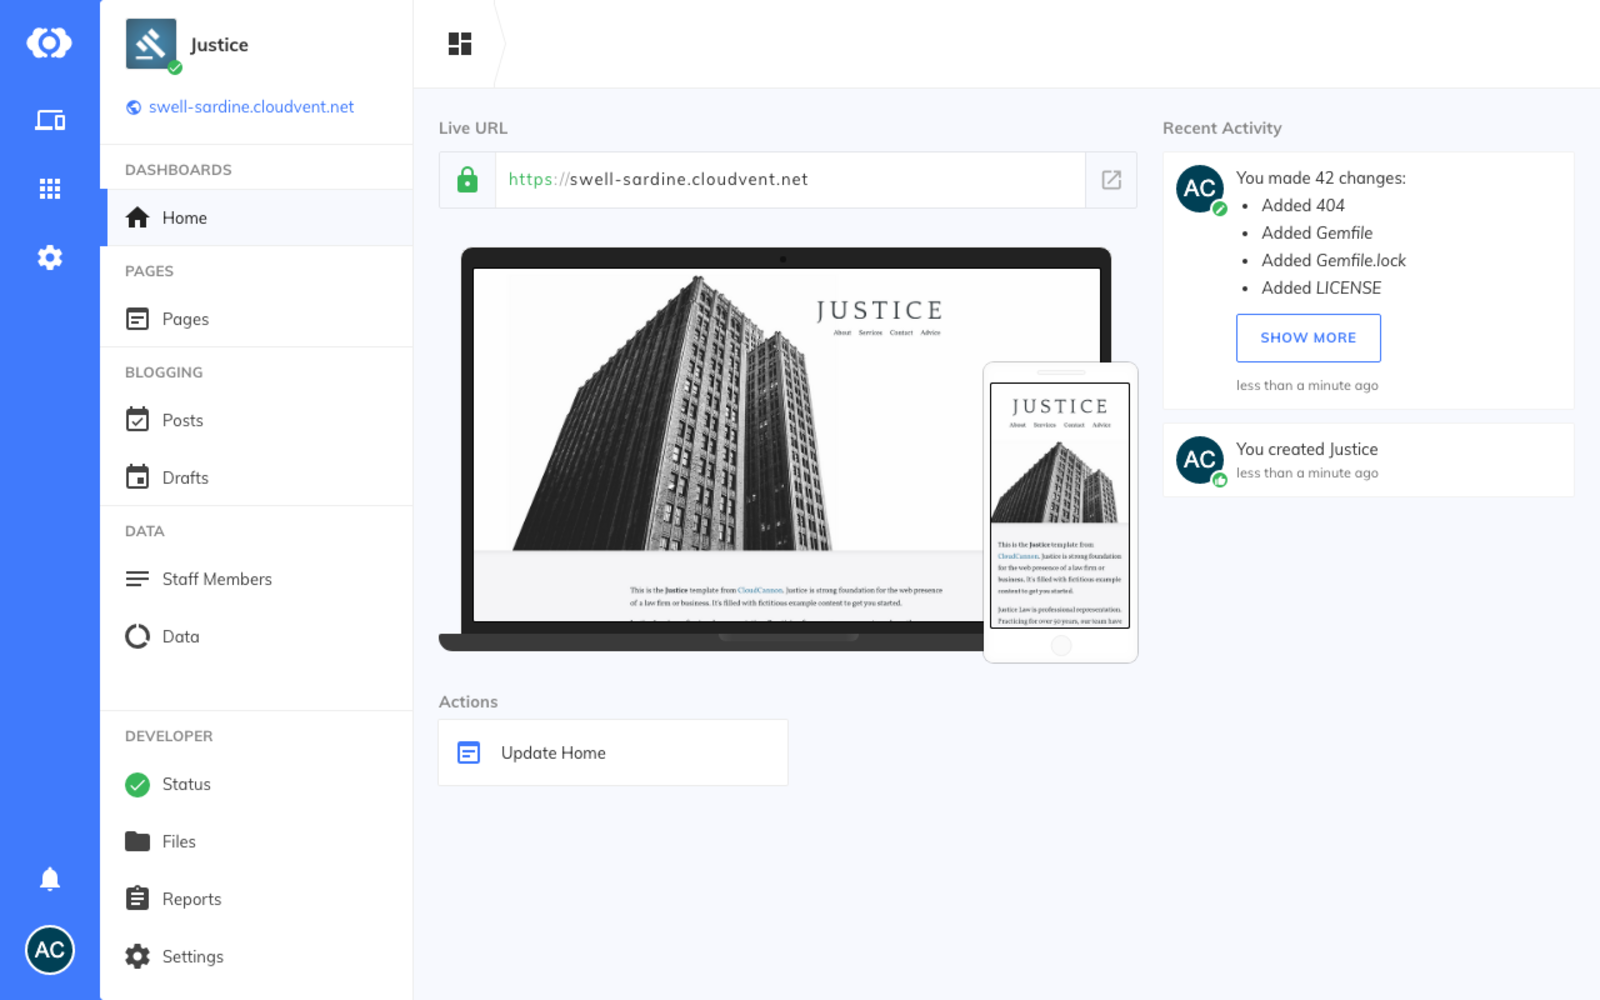 Justice
swell-sardine.cloudvent.net
DASHBOARDS
Home
PAGES
Pages
BLOGGING
Posts
Drafts
DATA
Staff Members
Data
DEVELOPER
Status
Files
Reports
Settings
AC
Live URL
https://swell-sardine.cloudvent.net
JUSTICE
About Services Contact Advice
This is the Justice template from CloudCannon. Justice is strong foundation for the web presence
of a law firm or business. It's filled with fictitious example content to get you started.
JUSTICE
About Services Contact Advice
This is the Justice template from
CloudCannon. Justice is strong foundation
for the web presence of a law firm or
business. It's filled with fictitious example
content to get you started.
Justice Law is professional representation.
Practicing for over 50 years, our team have
Actions
Update Home
Recent Activity
AC
You made 42 changes:
• Added 404
• Added Gemfile
• Added Gemfile.lock
• Added LICENSE
SHOW MORE
less than a minute ago
AC
You created Justice
less than a minute ago